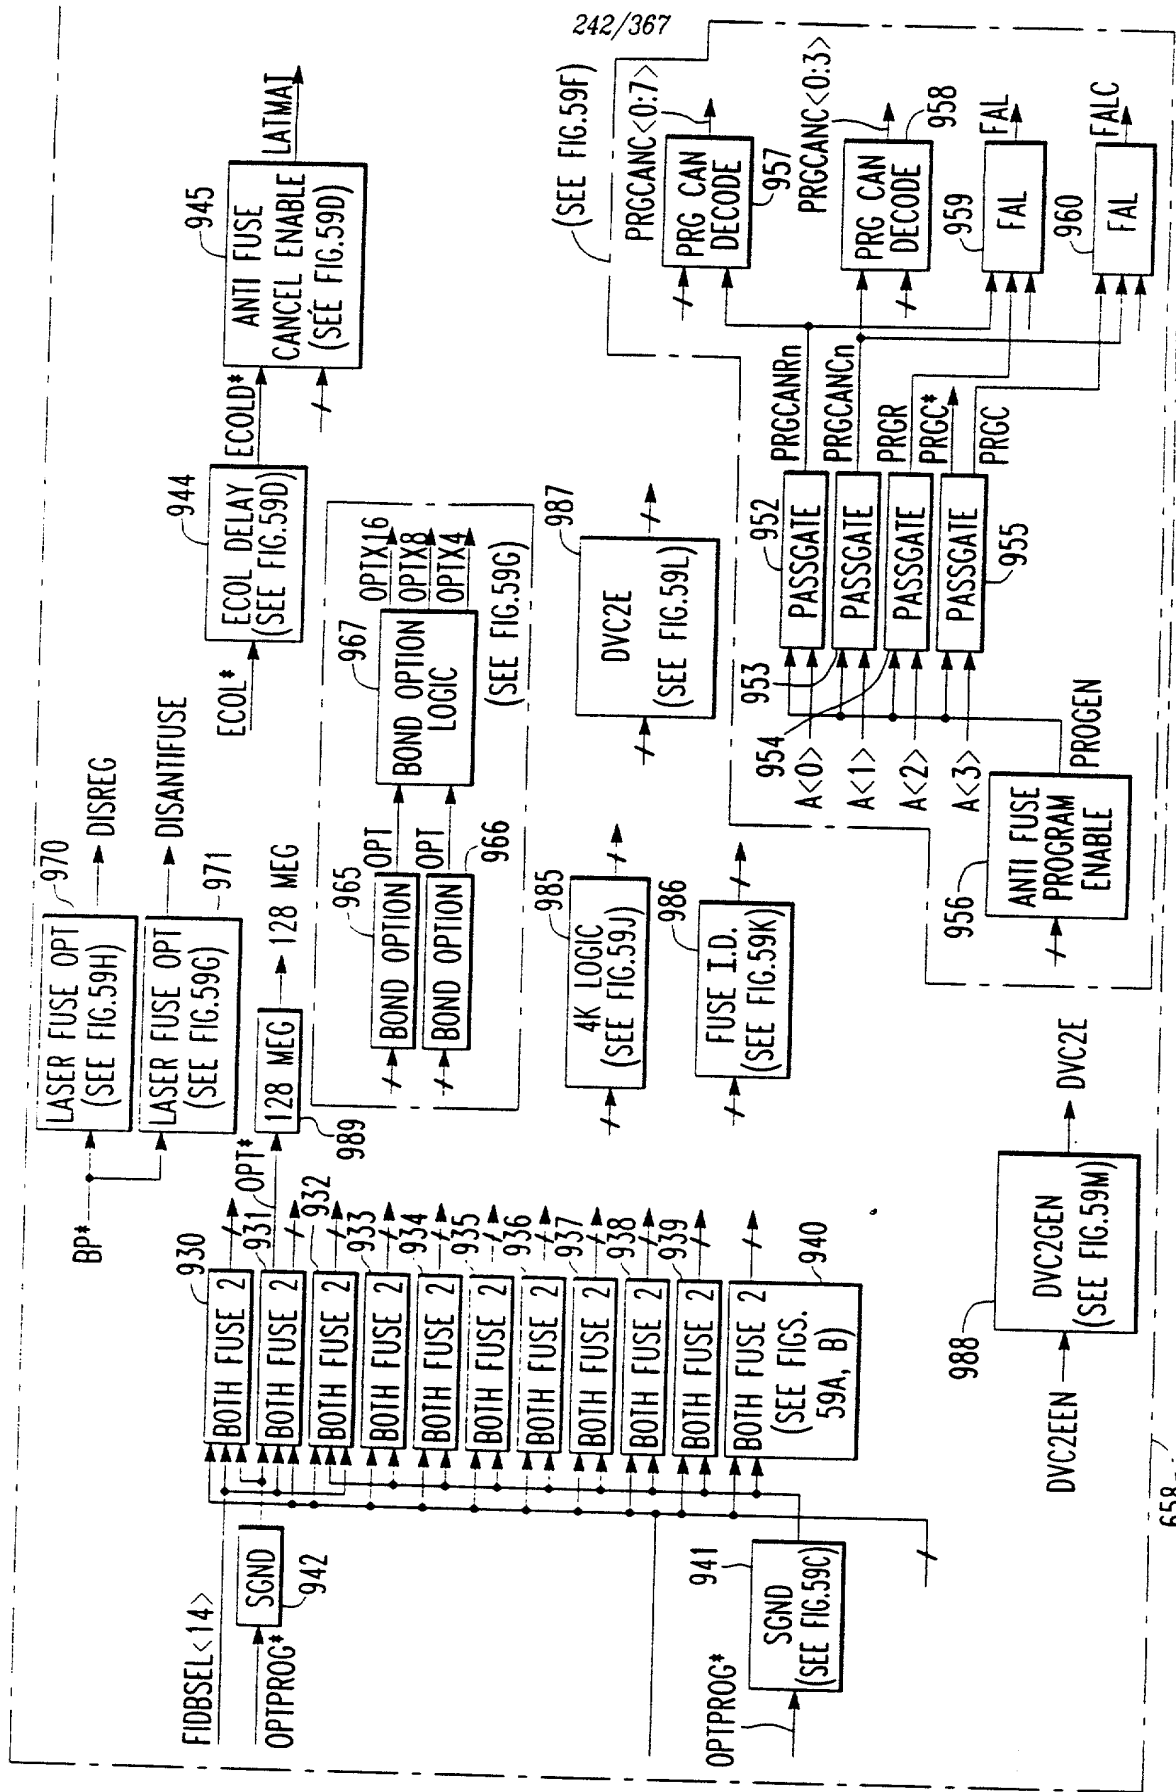 242/367
FIDBSEL<14>
OPTPROG*
SGND
942
OPTPROG*
941
SGND
(SEE FIG.59C)
930
BOTH FUSE 2
931
BOTH FUSE 2
932
BOTH FUSE 2
933
BOTH FUSE 2
934
BOTH FUSE 2
935
BOTH FUSE 2
936
BOTH FUSE 2
937
BOTH FUSE 2
938
BOTH FUSE 2
939
BOTH FUSE 2
940
BOTH FUSE 2
(SEE FIGS.
59A, B)
OPT*
128 MEG
989
128 MEG
BP*
970
LASER FUSE OPT
(SEE FIG.59H)
DISREG
LASER FUSE OPT
(SEE FIG.59G)
971
DISANTIFUSE
ECOL*
944
ECOL DELAY
(SEE FIG.59D)
ECOLD*
945
ANTI FUSE
CANCEL ENABLE
(SEE FIG.59D)
LATMAT
965
BOND OPTION
OPT
BOND OPTION
OPT
966
967
BOND OPTION
LOGIC
OPTX16
OPTX8
OPTX4
(SEE FIG.59G)
985
4K LOGIC
(SEE FIG.59J)
986
FUSE I.D.
(SEE FIG.59K)
987
DVC2E
(SEE FIG.59L)
DVC2EEN
988
DVC2GEN
(SEE FIG.59M)
DVC2E
956
ANTI FUSE
PROGRAM
ENABLE
PROGEN
A<0>
A<1>
A<2>
A<3>
952
PASSGATE
953
PASSGATE
954
PASSGATE
PASSGATE
955
PRGCANRn
PRGCANCn
PRGR
PRGC*
PRGC
(SEE FIG.59F)
PRGCANC<0:7>
PRG CAN
DECODE
957
PRGCANC<0:3>
PRG CAN
DECODE
958
959
FAL
FAL
960
FAL
FALC
658